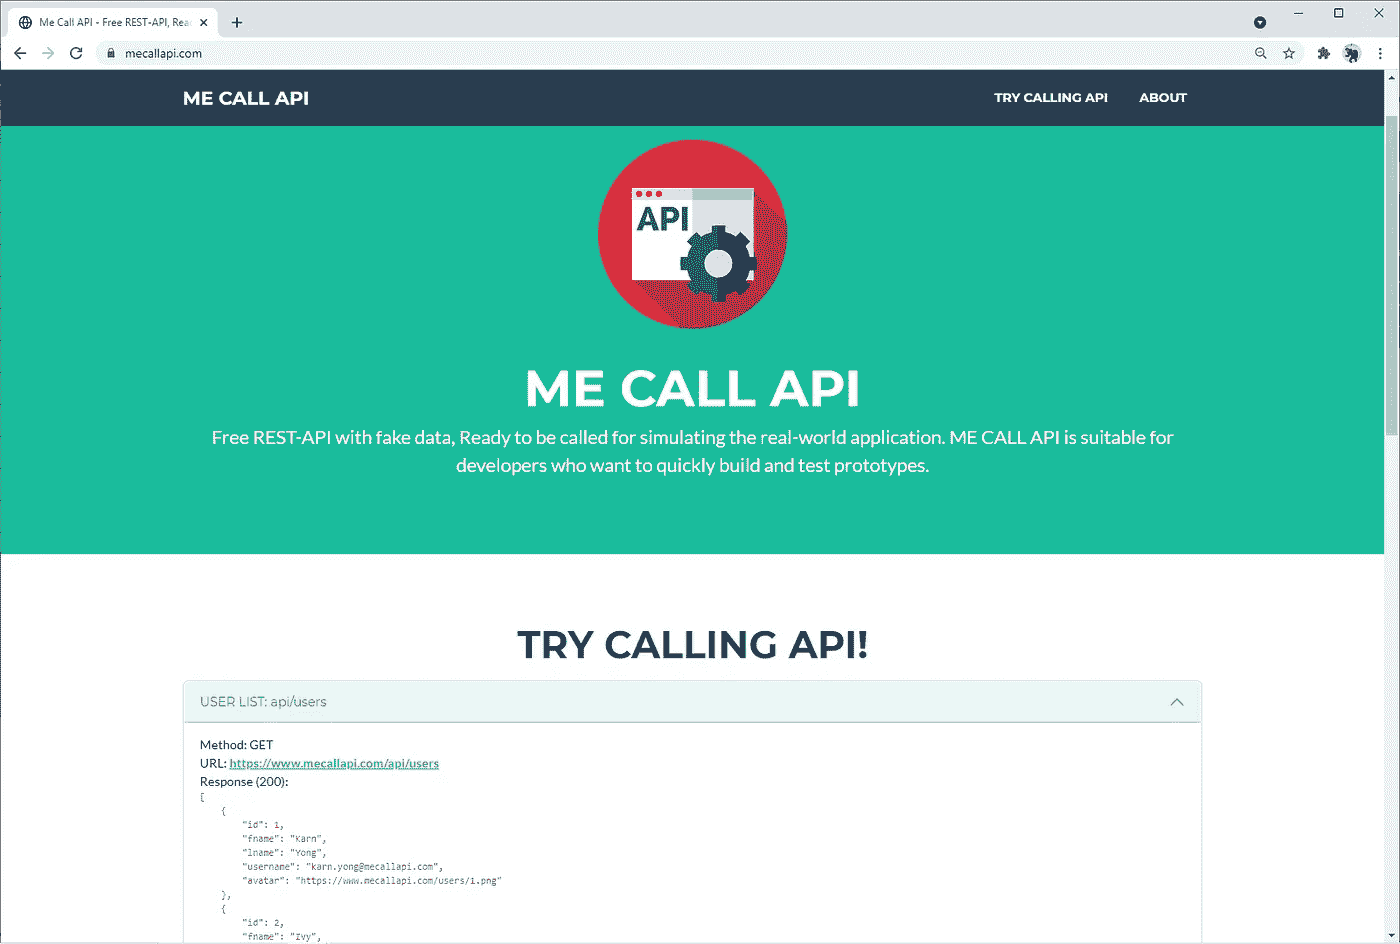 Me Call API - Free REST-API, Rea
mecallapi.com
ME CALL API
TRY CALLING API
ABOUT
API
ME CALL API
Free REST-API with fake data, Ready to be called for simulating the real-world application. ME CALL API is suitable for
developers who want to quickly build and test prototypes.
TRY CALLING API!
USER LIST: api/users
Method: GET
URL: https://www.mecallapi.com/api/users
Response (200):
[
{
"id": 1,
"fname": "Karn",
"lname": "Yong",
"username": "karn.yong@mecallapi.com",
"avatar": "https://www.mecallapi.com/users/1.png"
},
{
"id": 2,
"fname": "Ivy",